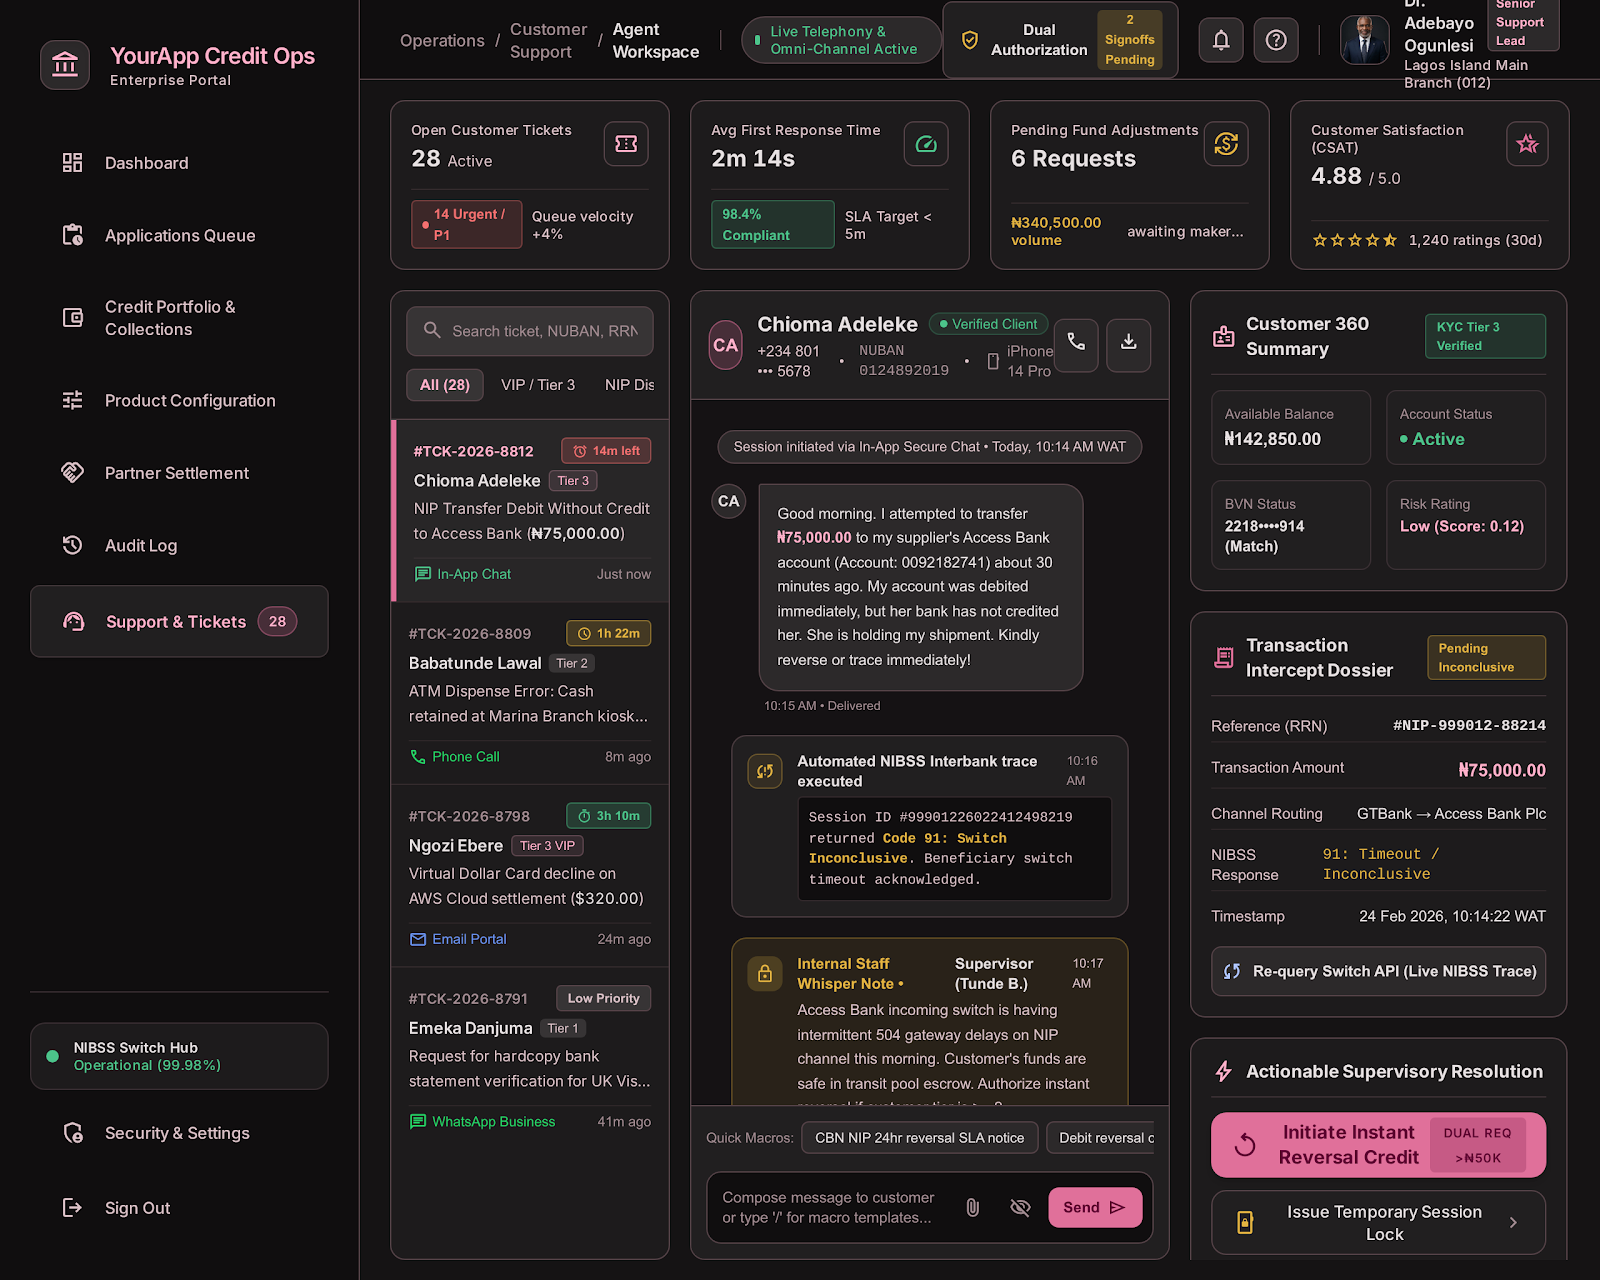 YourApp Credit Ops
Enterprise Portal
Dashboard
Applications Queue
Credit Portfolio &
Collections
Product Configuration
Partner Settlement
Audit Log
Support & Tickets 28
NIBSS Switch Hub
Operational (99.98%)
Security & Settings
Sign Out
Operations / Customer Support / Agent Workspace
Live Telephony &
Omni-Channel Active
Dual
Authorization
2
Signoffs
Pending
Dr.
Adebayo
Ogunlesi
Senior
Support
Lead
Lagos Island Main
Branch (012)
Open Customer Tickets
28 Active
14 Urgent /
P1
Queue velocity
+4%
Avg First Response Time
2m 14s
98.4%
Compliant
SLA Target <
5m
Pending Fund Adjustments
6 Requests
₦340,500.00
volume
awaiting maker...
Customer Satisfaction
(CSAT)
4.88 / 5.0
1,240 ratings (30d)
Search ticket, NUBAN, RRN
All (28) VIP / Tier 3 NIP Dis
#TCK-2026-8812 14m left
Chioma Adeleke Tier 3
NIP Transfer Debit Without Credit
to Access Bank (₦75,000.00)
In-App Chat Just now
#TCK-2026-8809 1h 22m
Babatunde Lawal Tier 2
ATM Dispense Error: Cash
retained at Marina Branch kiosk...
Phone Call 8m ago
#TCK-2026-8798 3h 10m
Ngozi Ebere Tier 3 VIP
Virtual Dollar Card decline on
AWS Cloud settlement ($320.00)
Email Portal 24m ago
#TCK-2026-8791 Low Priority
Emeka Danjuma Tier 1
Request for hardcopy bank
statement verification for UK Vis...
WhatsApp Business 41m ago
CA
Chioma Adeleke • Verified Client
+234 801
••• 5678
• NUBAN
0124892019
• iPhone
14 Pro
Session initiated via In-App Secure Chat • Today, 10:14 AM WAT
CA
Good morning. I attempted to transfer
₦75,000.00 to my supplier's Access Bank
account (Account: 0092182741) about 30
minutes ago. My account was debited
immediately, but her bank has not credited
her. She is holding my shipment. Kindly
reverse or trace immediately!
10:15 AM • Delivered
Automated NIBSS Interbank trace
executed
10:16
AM
Session ID #99901226022412498219
returned Code 91: Switch
Inconclusive. Beneficiary switch
timeout acknowledged.
Internal Staff
Whisper Note •
Supervisor
(Tunde B.)
10:17
AM
Access Bank incoming switch is having
intermittent 504 gateway delays on NIP
channel this morning. Customer's funds are
safe in transit pool escrow. Authorize instant
Quick Macros: CBN NIP 24hr reversal SLA notice Debit reversal c
Compose message to customer
or type '/' for macro templates...
Send
Customer 360
Summary
KYC Tier 3
Verified
Available Balance
₦142,850.00
Account Status
• Active
BVN Status
2218••••914
(Match)
Risk Rating
Low (Score: 0.12)
Transaction
Intercept Dossier
Pending
Inconclusive
Reference (RRN) #NIP-999012-88214
Transaction Amount ₦75,000.00
Channel Routing GTBank → Access Bank Plc
NIBSS
Response
91: Timeout /
Inconclusive
Timestamp 24 Feb 2026, 10:14:22 WAT
Re-query Switch API (Live NIBSS Trace)
Actionable Supervisory Resolution
Initiate Instant
Reversal Credit
DUAL REQ
>₦50K
Issue Temporary Session
Lock